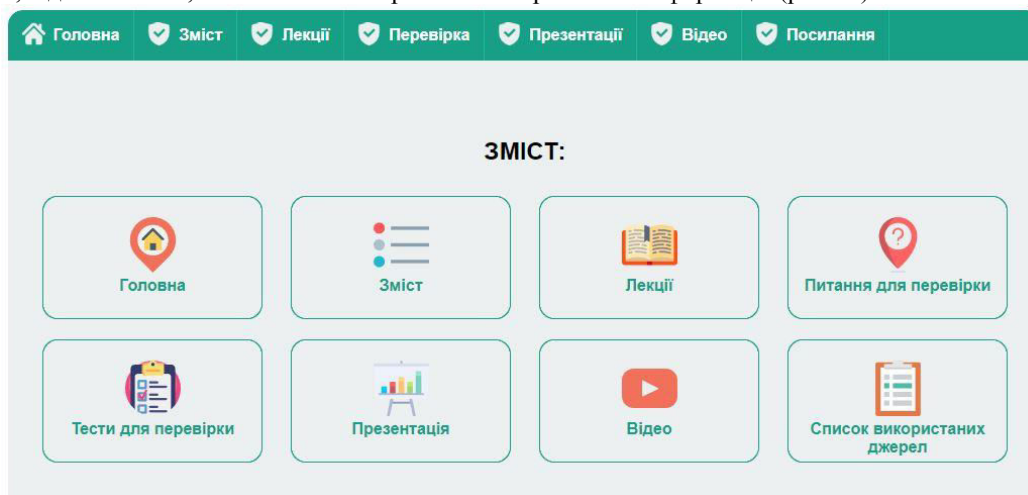 Головна Зміст Лекції Перевірка Презентації Відео Посилання
ЗМІСТ:
Головна Зміст Лекції Питання для перевірки
Тести для перевірки Презентація Відео Список використаних
джерел